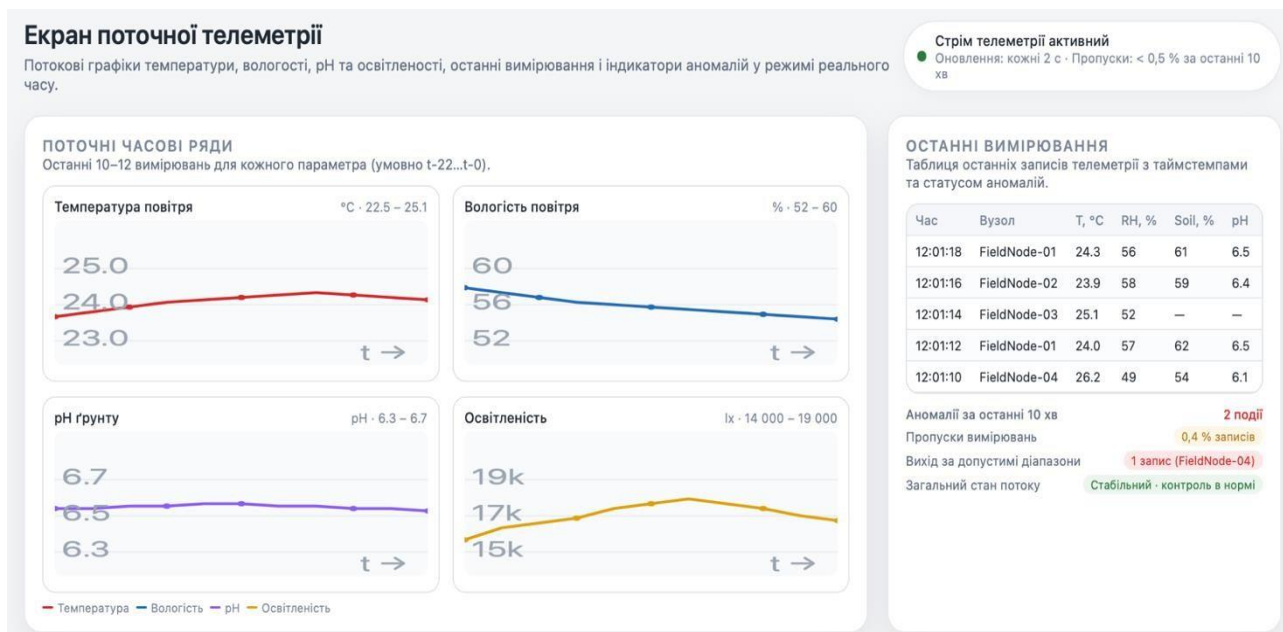 Екран поточної телеметрії
Потокові графіки температури, вологості, pH та освітленості, останні вимірювання і індикатори аномалій у режимі реального
часу.
Стрім телеметрії активний
Оновлення: кожні 2 с · Пропуски: < 0,5 % за останні 10
хв
ПОТОЧНІ ЧАСОВІ РЯДИ
Останні 10–12 вимірювань для кожного параметра (умовно t-22...t-0).
Температура повітря °C · 22.5 – 25.1
25.0
24.0
23.0
t →
Вологість повітря % · 52 – 60
60
56
52
t →
pH ґрунту pH · 6.3 – 6.7
6.7
6.5
6.3
t →
Освітленість lx · 14 000 – 19 000
19k
17k
15k
t →
Температура Вологість pH Освітленість
ОСТАННІ ВИМІРЮВАННЯ
Таблиця останніх записів телеметрії з таймстемпами
та статусом аномалій.
Час Вузол T, °C RH, % Soil, % pH
12:01:18 FieldNode-01 24.3 56 61 6.5
12:01:16 FieldNode-02 23.9 58 59 6.4
12:01:14 FieldNode-03 25.1 52 — —
12:01:12 FieldNode-01 24.0 57 62 6.5
12:01:10 FieldNode-04 26.2 49 54 6.1
Аномалії за останні 10 хв 2 події
Пропуски вимірювань 0,4 % записів
Вихід за допустимі діапазони 1 запис (FieldNode-04)
Загальний стан потоку Стабільний · контроль в нормі